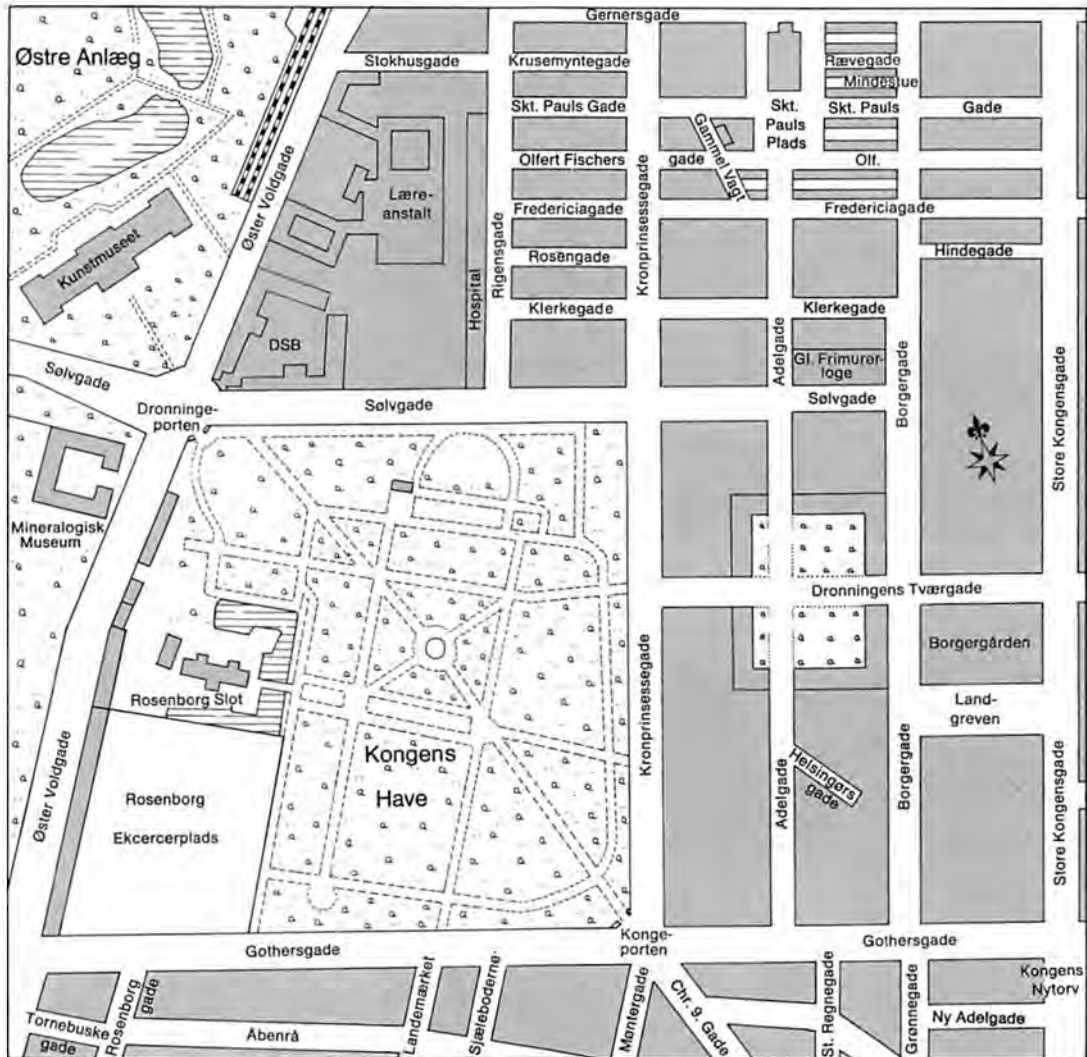 Gernersgade
Østre Anlæg
Stokhusgade
Krusemyntegade
Rævegade
Mindestue
Skt. Pauls Gade
Skt.
Pauls
Plads
Skt. Pauls
Gade
Gammel Vagt
Olfert Fischers
gade
Olf.
Øster Voldgade
Lære-
anstalt
Fredericiagade
Fredericiagade
Kronprinsessegade
Rigensgade
Hospital
Rosengade
Hindegade
Kunstmuseet
Klerkegade
Klerkegade
DSB
Adelgade
Gl. Frimurer-
loge
Borgergade
Sølvgade
Sølvgade
Sølvgade
Dronninge-
porten
Store Kongensgade
Mineralogisk
Museum
Dronningens Tværgade
Borgergården
Rosenborg Slot
Land-
greven
Kronprinsessegade
Kongens
Have
Helsingørs
gade
Adelgade
Borgergade
Store Kongensgade
Øster Voldgade
Rosenborg
Ekcercerplads
Konge-
porten
Gothersgade
Gothersgade
Kongens
Nytorv
Tornebuske
gade
Rosenborg
gade
Åbenrå
Landemærket
Sjæleboderne
Møntergade
Chr. 9. Gade
St. Regnegade
Grønnegade
Ny Adelgade